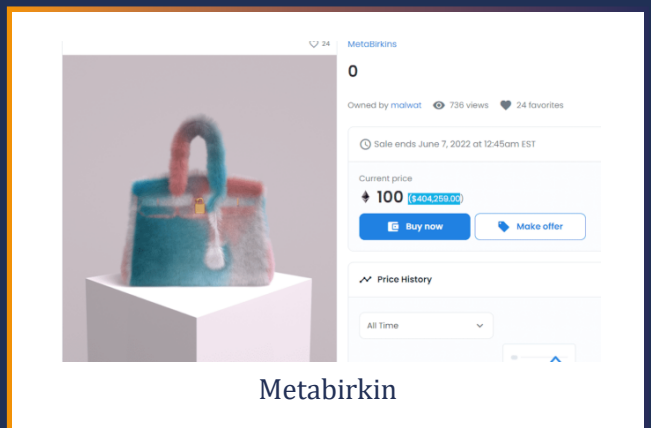 24
MetaBirkins
0
Owned by malwat 736 views 24 favorites
Sale ends June 7, 2022 at 12:45am EST
Current price
100 ($404,259.00)
Buy now Make offer
Price History
All Time
Metabirkin